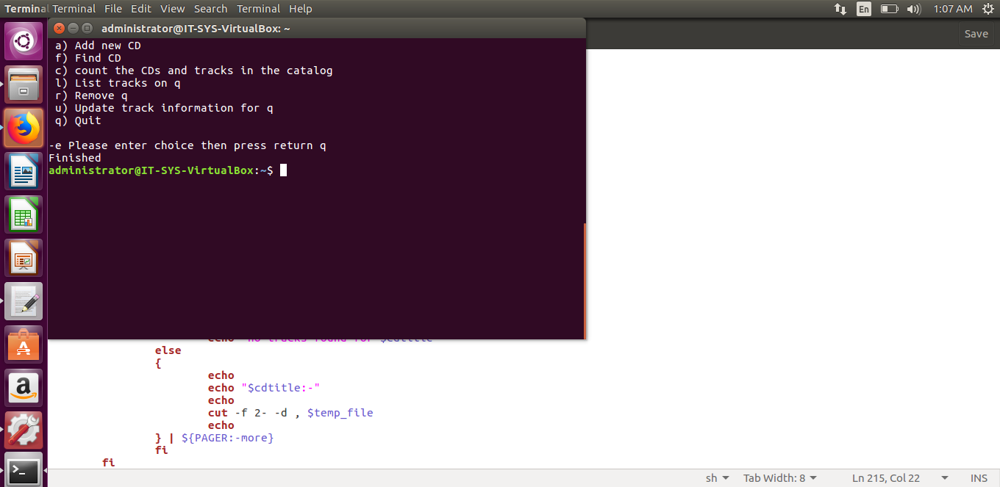 Terminal Terminal File Edit View Search Terminal Help En 1:07 AM
administrator@IT-SYS-VirtualBox: ~
Save
a) Add new CD
f) Find CD
c) count the CDs and tracks in the catalog
l) List tracks on q
r) Remove q
u) Update track information for q
q) Quit
-e Please enter choice then press return q
Finished
administrator@IT-SYS-VirtualBox:~$
echo "no tracks found for $cdtitle"
else
{
echo
echo "$cdtitle:-"
echo
cut -f 2- -d , $temp_file
echo
} | ${PAGER:-more}
fi
fi
sh Tab Width: 8 Ln 215, Col 22 INS